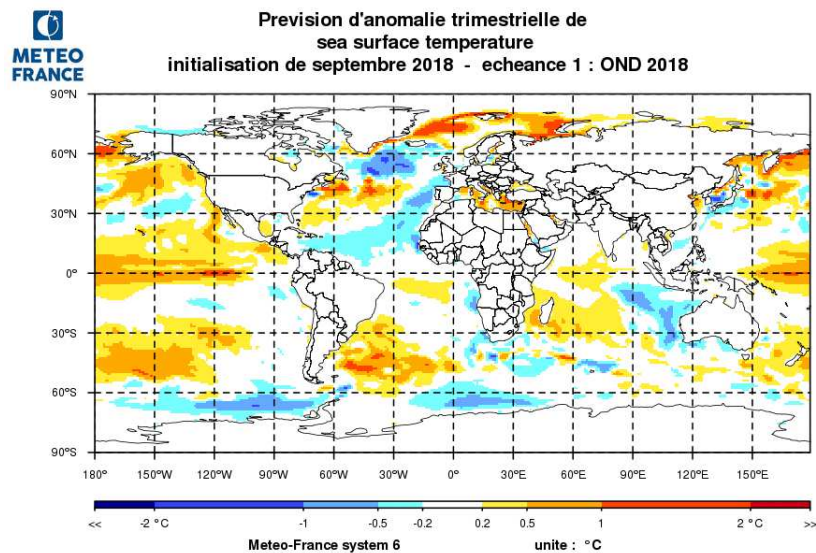 METEO
FRANCE
Prevision d'anomalie trimestrielle de
sea surface temperature
initialisation de septembre 2018 - echeance 1 : OND 2018
90°N
60°N
30°N
0°
30°S
60°S
90°S
180° 150°W 120°W 90°W 60°W 30°W 0° 30°E 60°E 90°E 120°E 150°E
<< -2 °C -1 -0.5 -0.2 0.2 0.5 1 2 °C >>
Meteo-France system 6 unite : °C